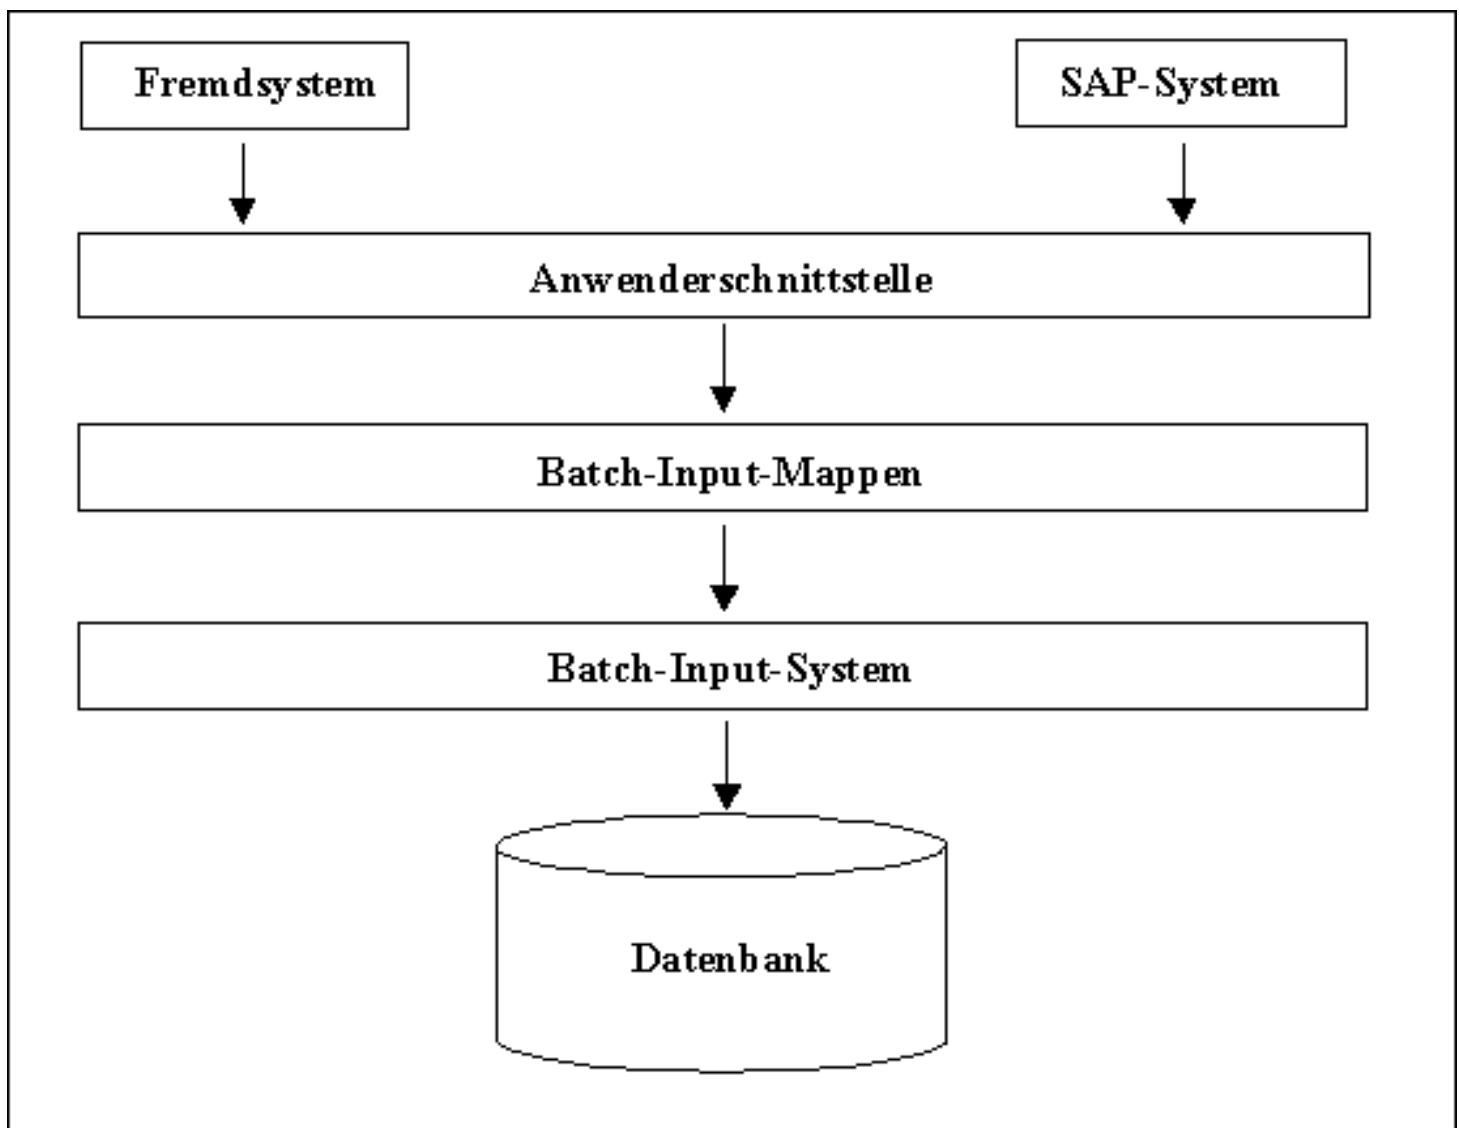 Fremdsystem
SAP-System
Anwenderschnittstelle
Batch-Input-Mappen
Batch-Input-System
Datenbank